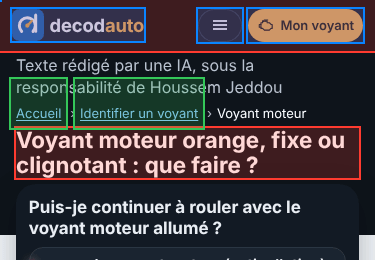 decodauto
Mon voyant
Texte rédigé par une IA, sous la
responsabilité de Houssem Jeddou
Accueil › Identifier un voyant › Voyant moteur
Voyant moteur orange, fixe ou
clignotant : que faire ?
Puis-je continuer à rouler avec le
voyant moteur allumé ?